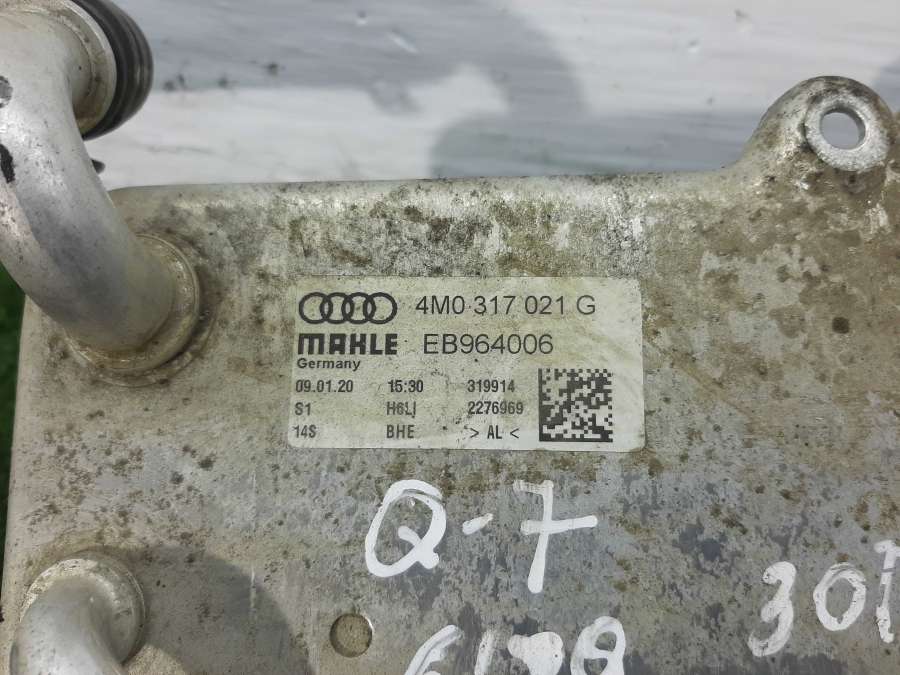 4M0 317 021 G
MAHLE EB964006
Germany
09.01.20 15:30 319914
S1 H6LJ 2276969
14S BHE > AL <
Q-7